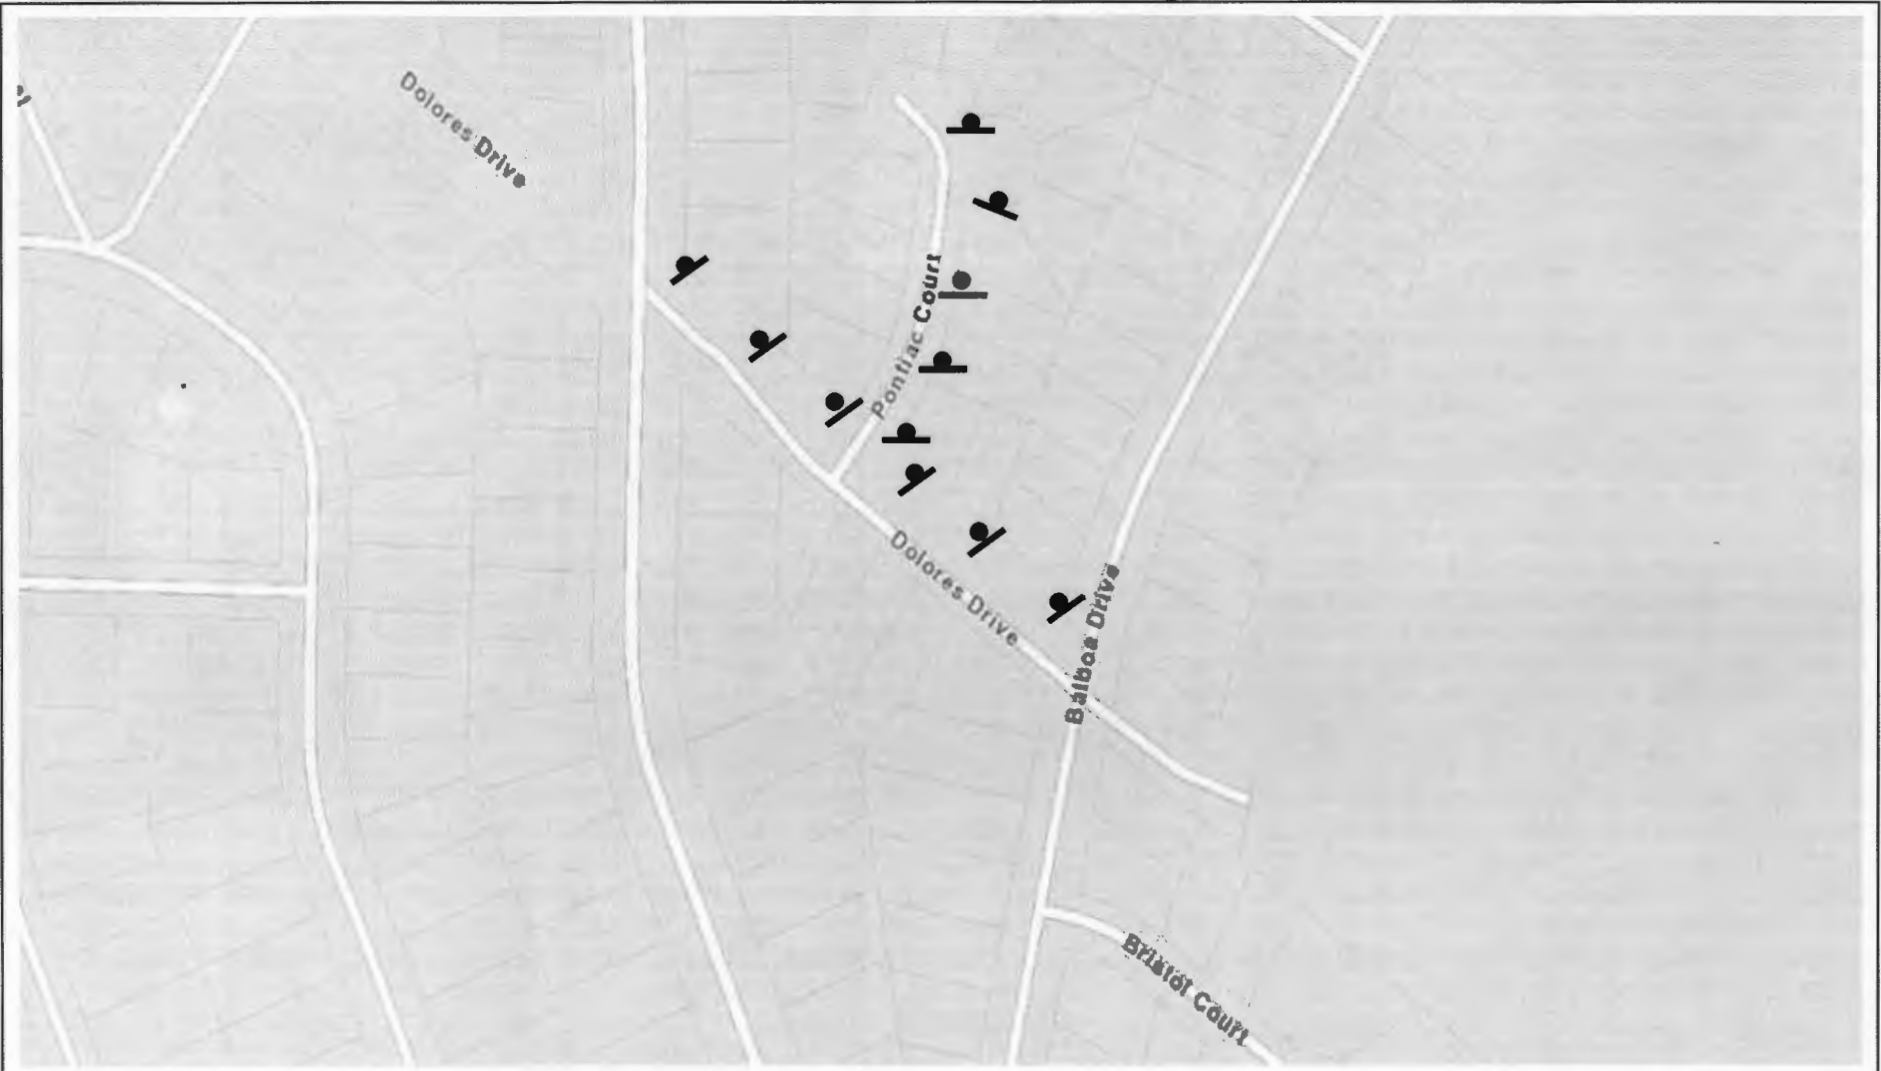 Dolores Drive
Pontiac Court
Dolores Drive
Balboa Drive
Bristol Court